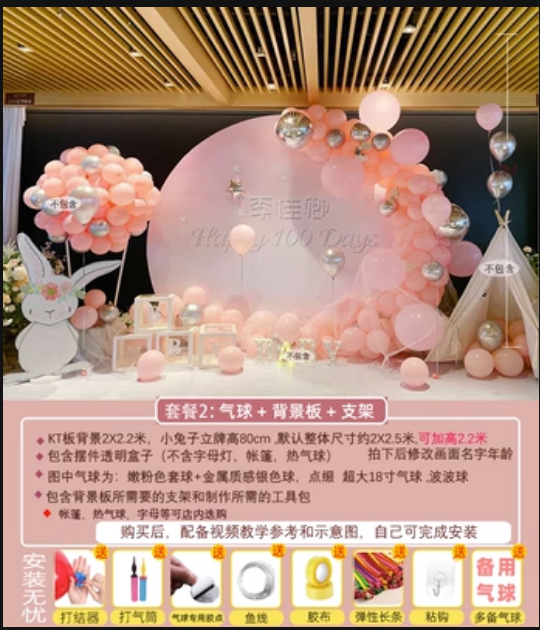 李佳卿
Happy 100 Days
不包含
不包含
不包含
BABY
套餐2：气球 + 背景板 + 支架
KT板背景2X2.2米，小兔子立牌高80cm ,默认整体尺寸约2X2.5米,可加高2.2米
包含摆件透明盒子（不含字母灯，帐篷，热气球） 拍下后修改画面名字年龄
图中气球为：嫩粉色套球+金属质感银色球，点缀 超大18寸气球 ,波波球
包含背景板所需要的支架和制作所需的工具包
帐篷、热气球，字母等可店内选购
购买后，配备视频教学参考和示意图，自己可完成安装
安装无忧
送 送 送 送 送 送 送 送
备用
气球
打结器 打气筒 气球专用胶点 鱼线 胶布 弹性长条 粘钩 多备气球